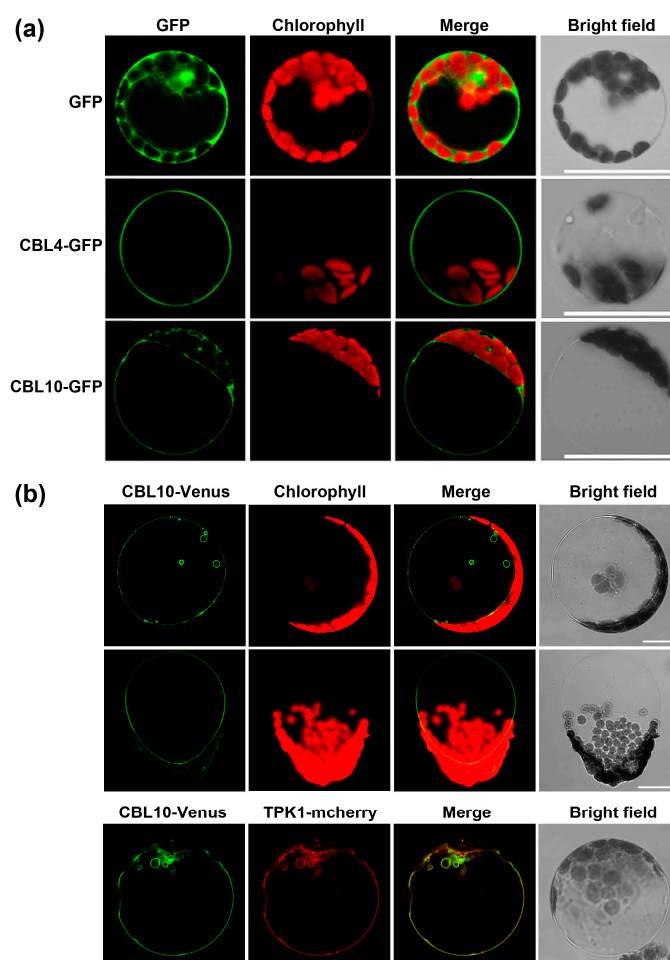 (a)
GFP Chlorophyll Merge Bright field
GFP
CBL4-GFP
CBL10-GFP
(b)
CBL10-Venus Chlorophyll Merge Bright field
CBL10-Venus TPK1-mcherry Merge Bright field